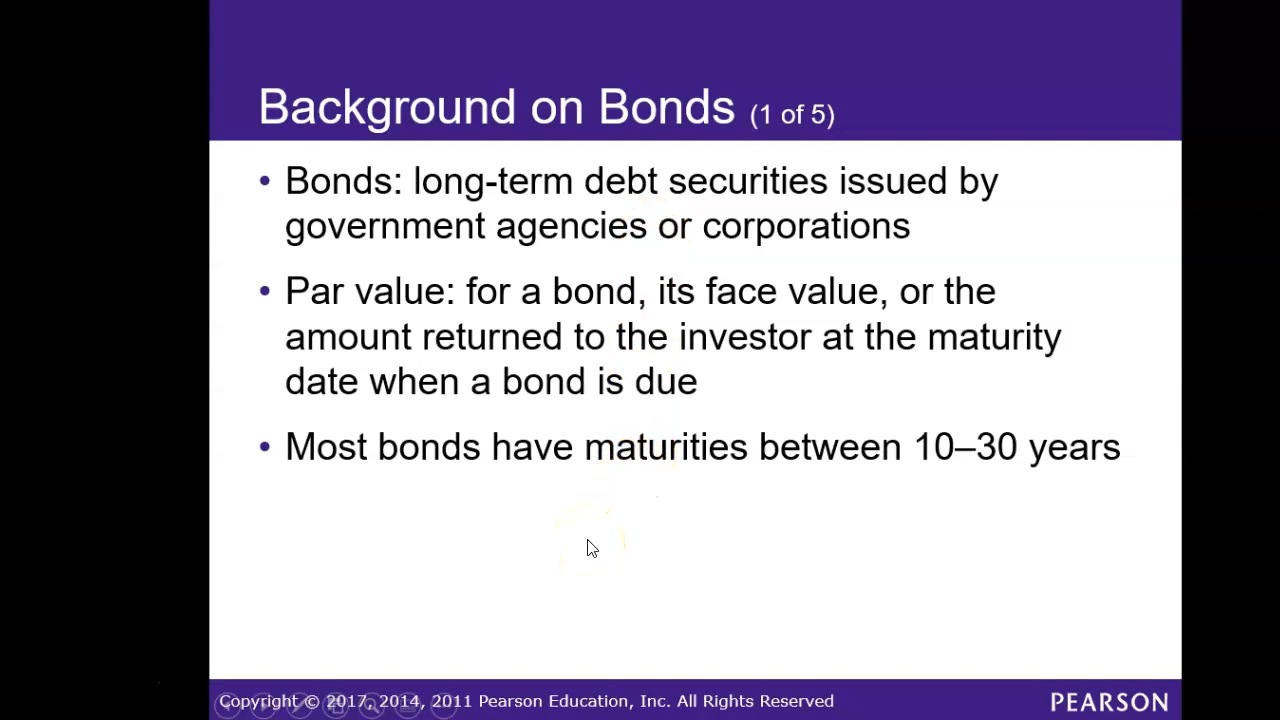 Background on Bonds (1 of 5)
• Bonds: long-term debt securities issued by
government agencies or corporations
• Par value: for a bond, its face value, or the
amount returned to the investor at the maturity
date when a bond is due
• Most bonds have maturities between 10–30 years
Copyright © 2017, 2014, 2011 Pearson Education, Inc. All Rights Reserved
PEARSON